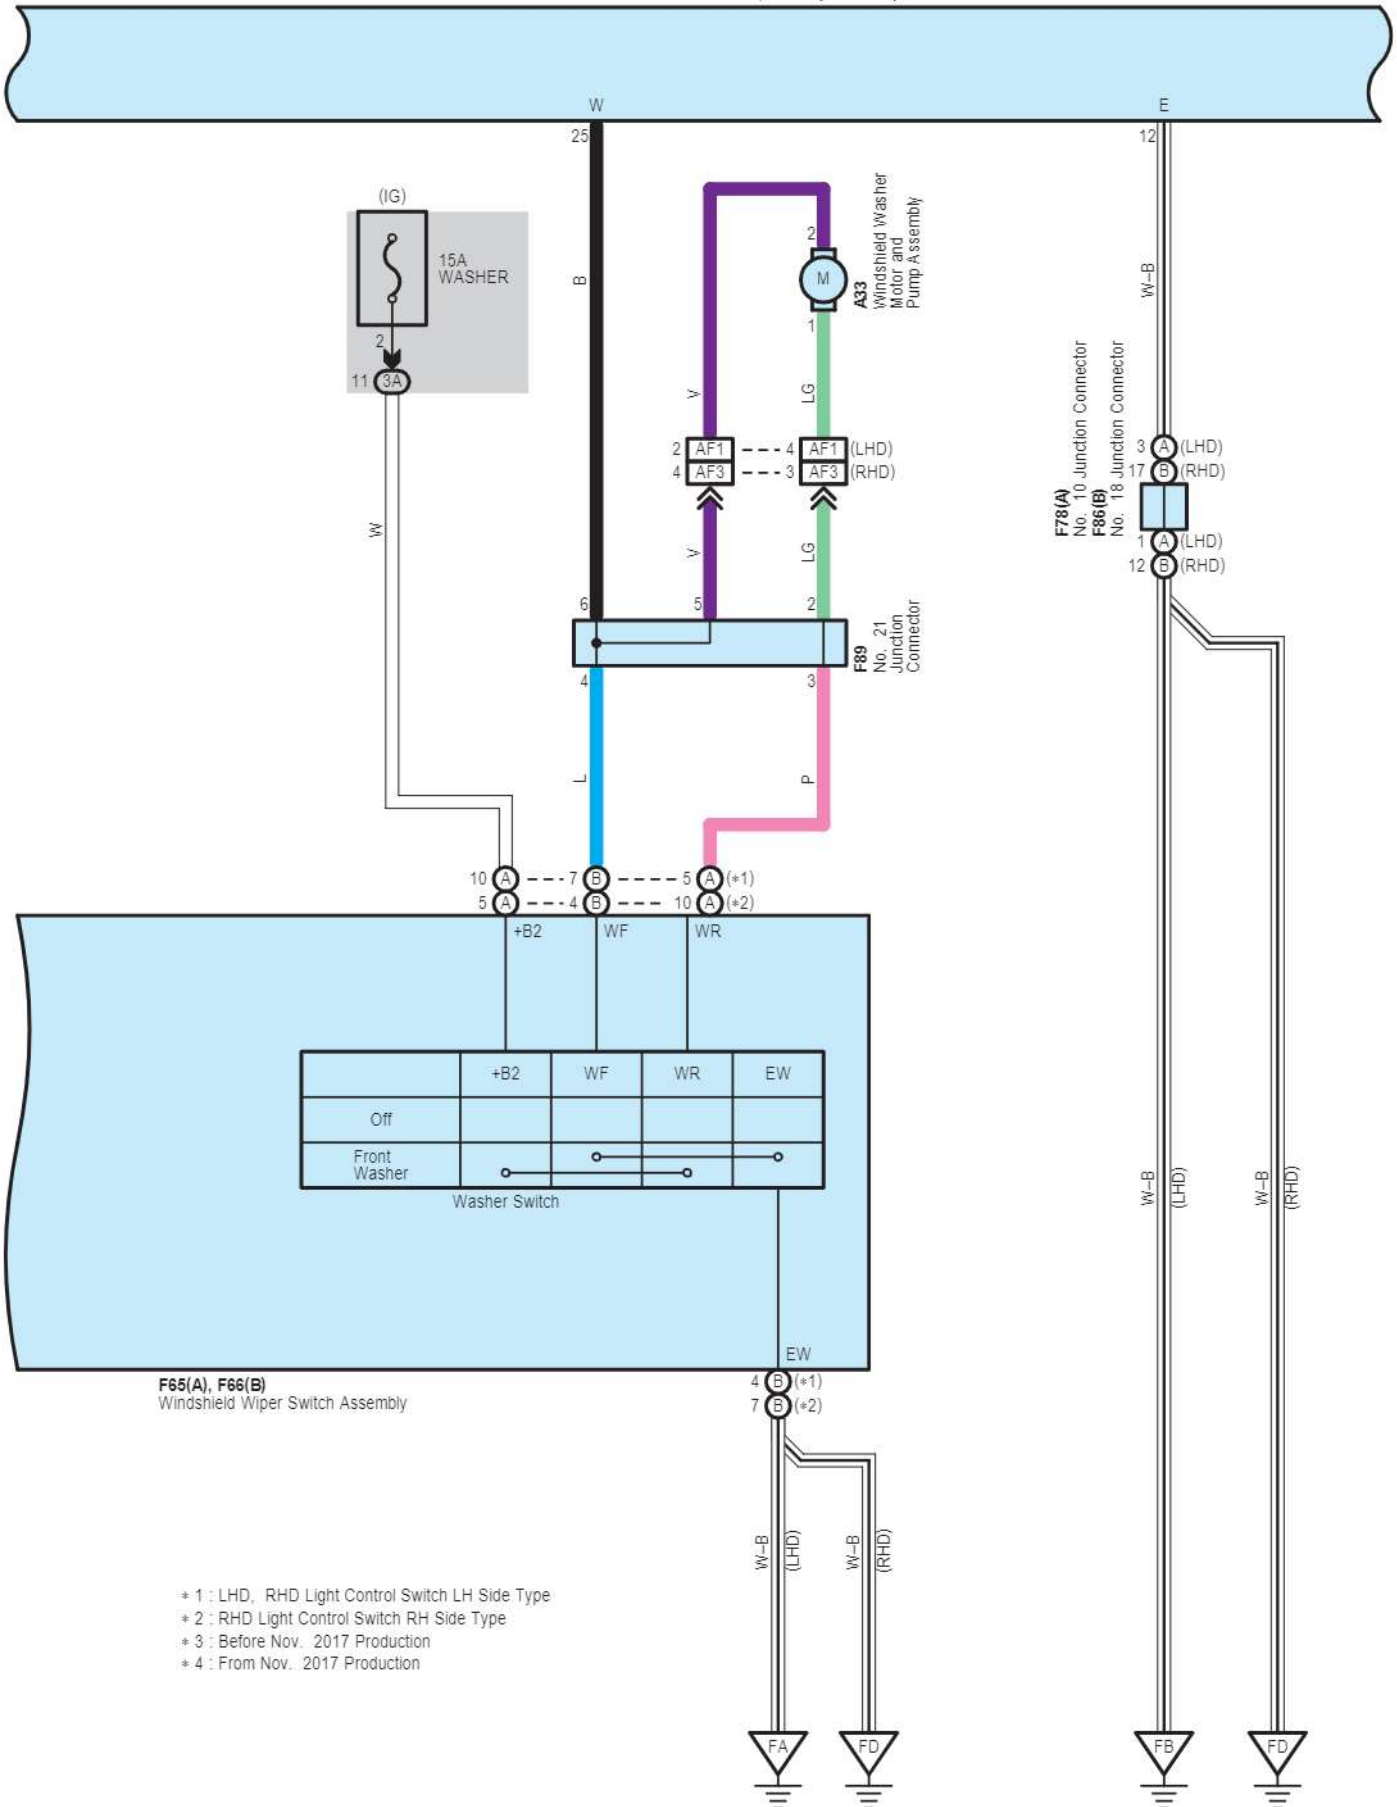 W
E
25
12
(IG)
15A
WASHER
2
11
3A
B
2
M
1
A33
Windshield Washer
Motor and
Pump Assembly
W–B
V
LG
2
AF1
4
AF1
(LHD)
4
AF3
3
AF3
(RHD)
F78(A)
No. 10 Junction Connector
F86(B)
No. 18 Junction Connector
3
A
(LHD)
17
B
(RHD)
1
A
(LHD)
12
B
(RHD)
W
V
LG
6
5
2
F89
No. 21
Junction
Connector
4
3
L
P
10
A
7
B
5
A
(*1)
5
A
4
B
10
A
(*2)
+B2
WF
WR
+B2
WF
WR
EW
Off
Front
Washer
Washer Switch
W–B
(LHD)
W–B
(RHD)
EW
F65(A), F66(B)
Windshield Wiper Switch Assembly
4
B
(*1)
7
B
(*2)
W–B
(LHD)
W–B
(RHD)
* 1 : LHD, RHD Light Control Switch LH Side Type
* 2 : RHD Light Control Switch RH Side Type
* 3 : Before Nov. 2017 Production
* 4 : From Nov. 2017 Production
FA
FD
FB
FD